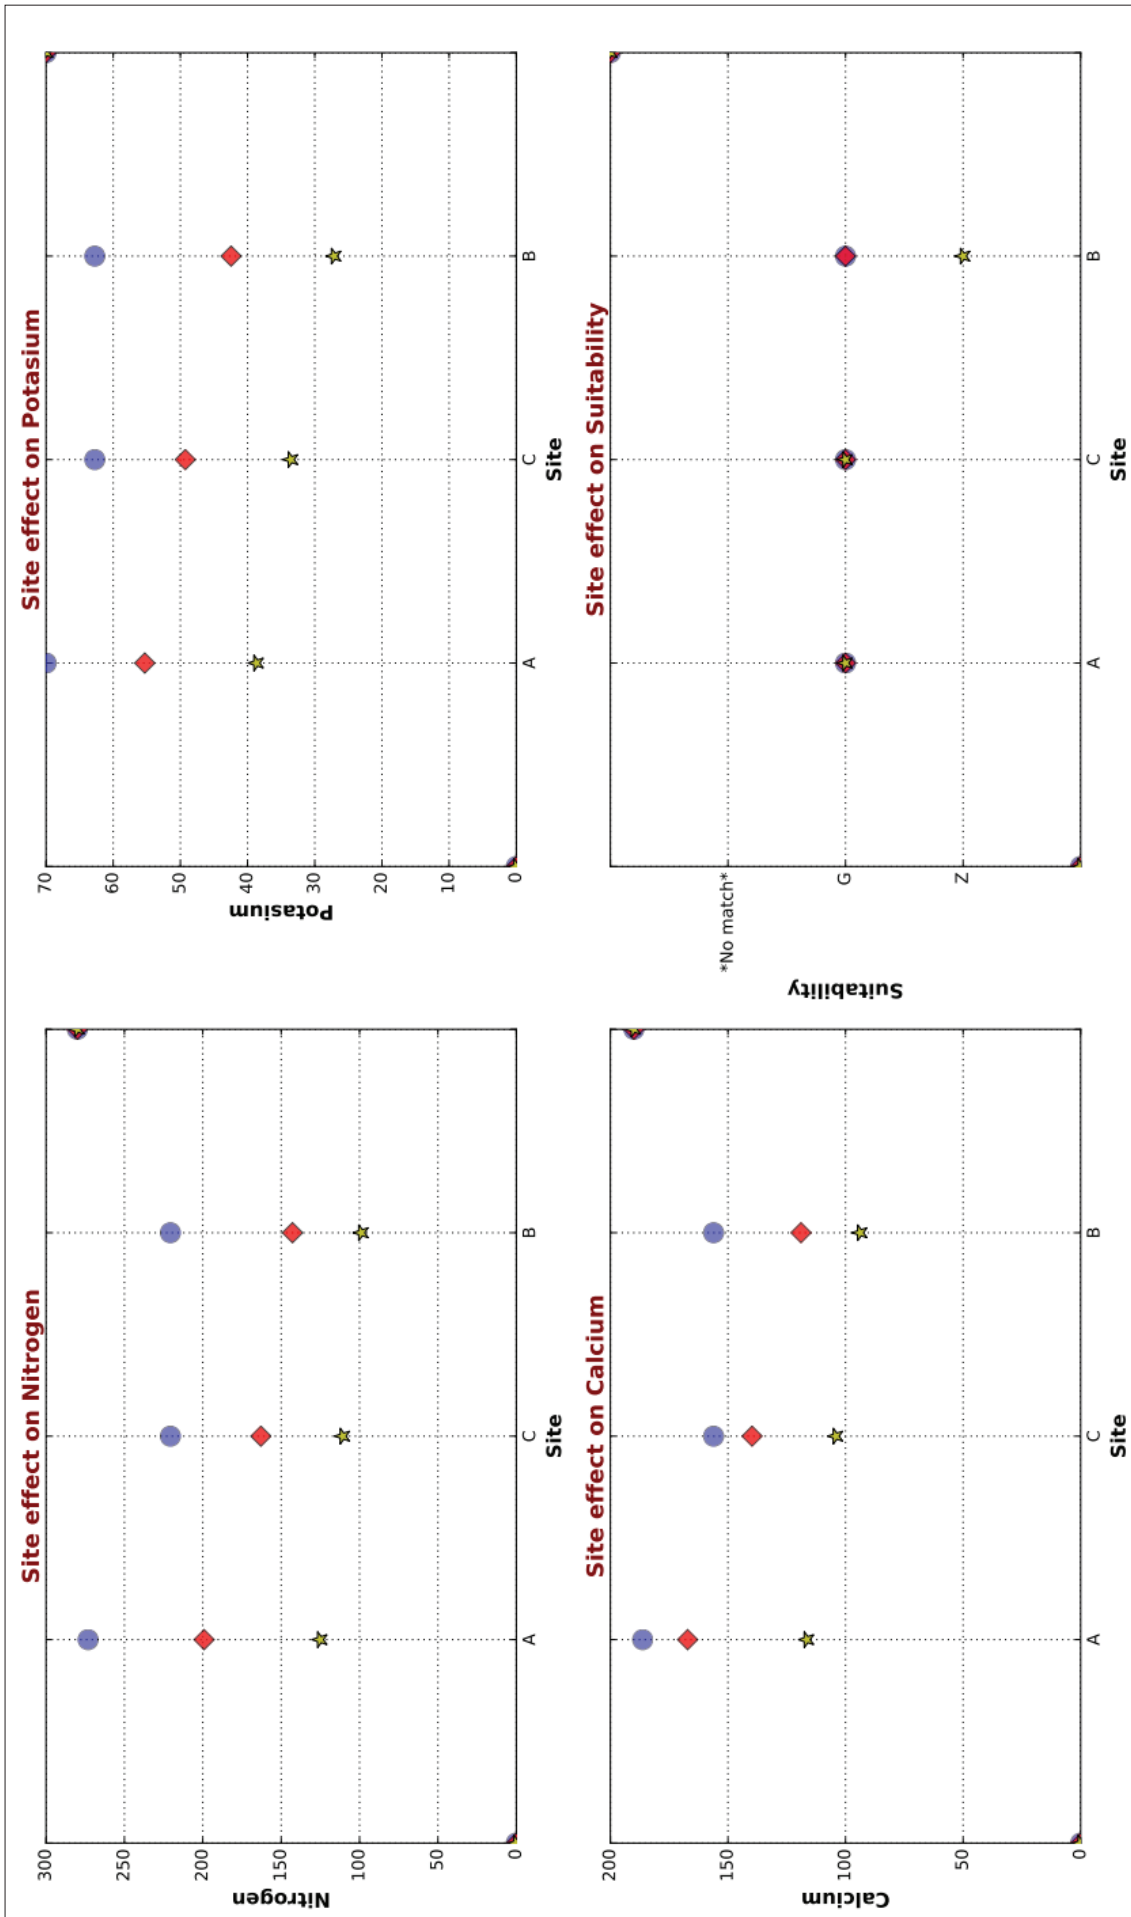 Site effect on Nitrogen
300
250
200
150
100
50
0
Nitrogen
A
C
B
Site
Site effect on Potasium
70
60
50
40
30
20
10
0
Potasium
A
C
B
Site
Site effect on Calcium
200
150
100
50
0
Calcium
A
C
B
Site
Site effect on Suitability
*No match*
G
Z
Suitability
A
C
B
Site